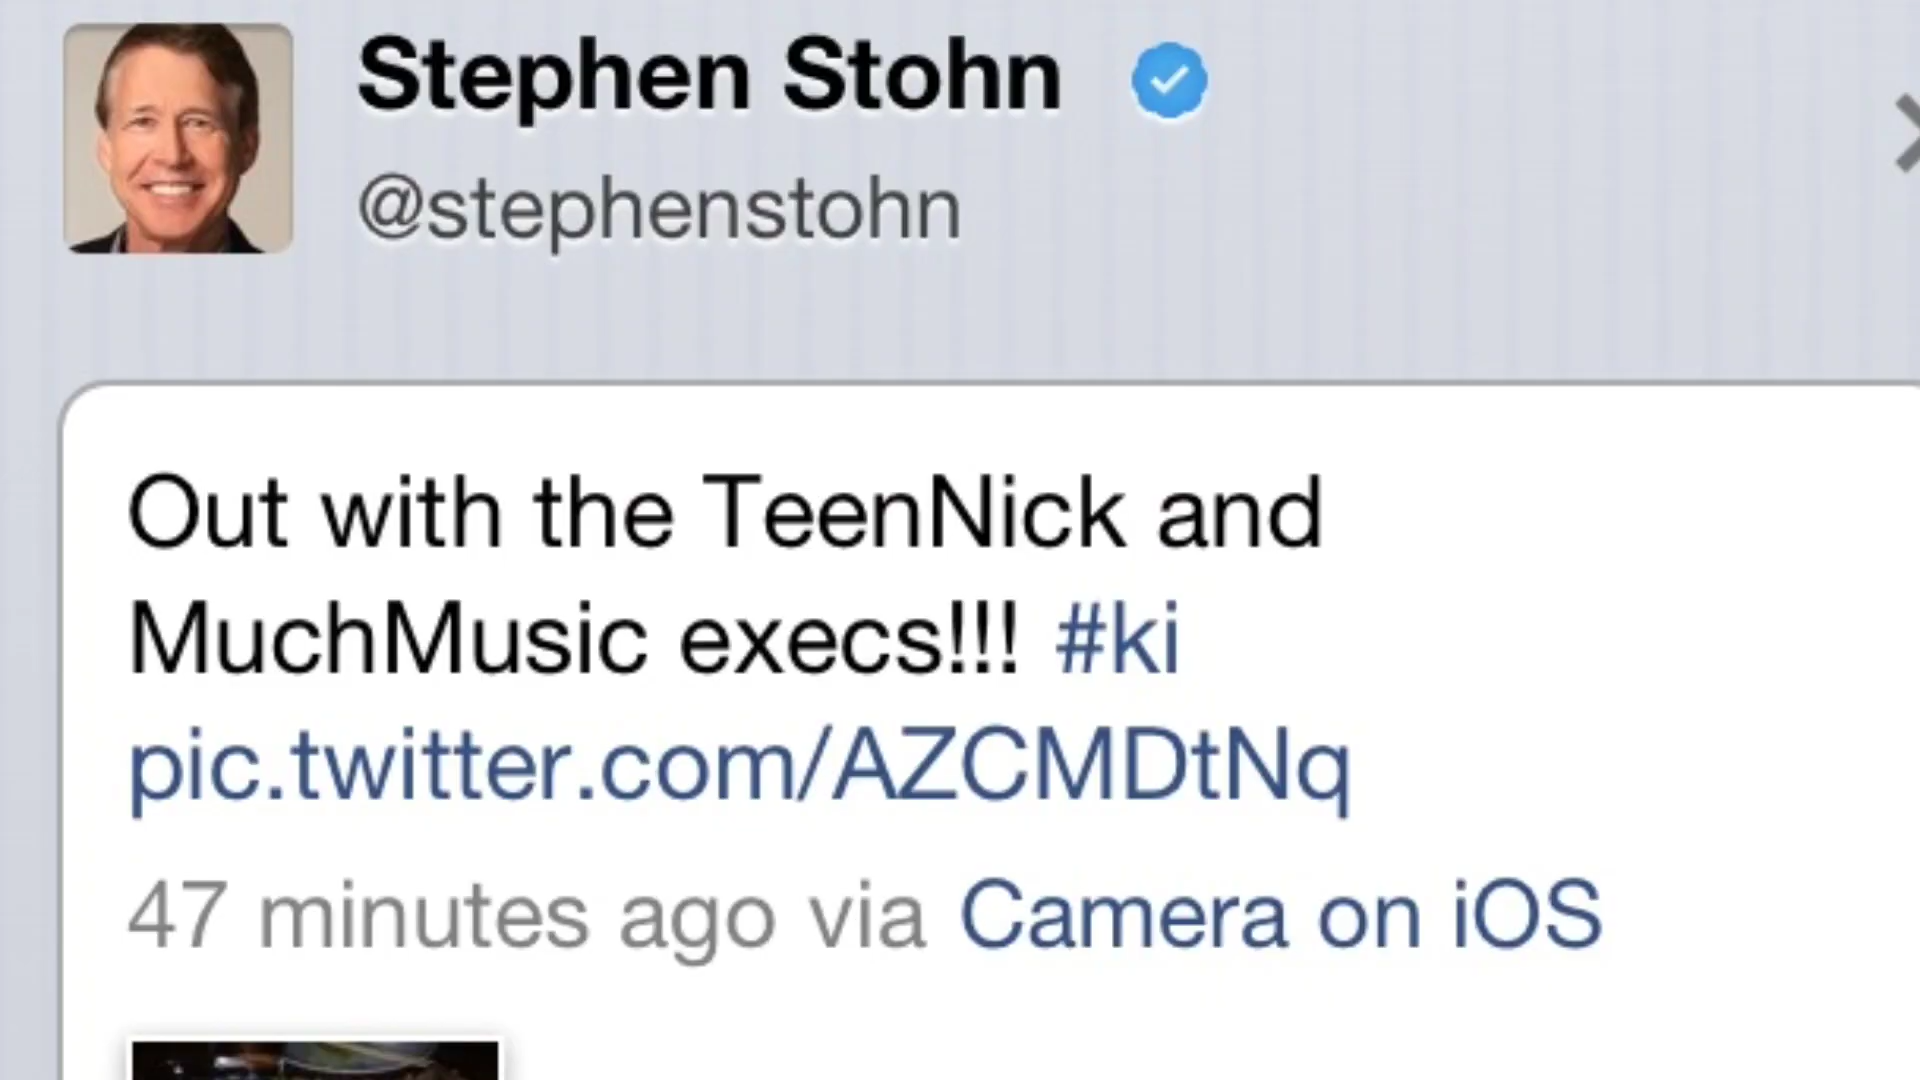 Stephen Stohn
@stephenstohn
Out with the TeenNick and
MuchMusic execs!!! #ki
pic.twitter.com/AZCMDtNq
47 minutes ago via Camera on iOS